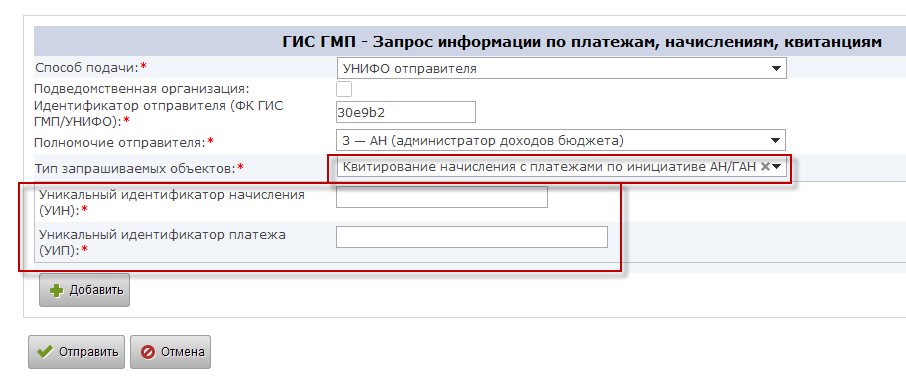 ГИС ГМП - Запрос информации по платежам, начислениям, квитанциям
Способ подачи:*
УНИФО отправителя
Подведомственная организация:
Идентификатор отправителя (ФК ГИС
ГМП/УНИФО):*
30e9b2
Полномочие отправителя:*
3 — АН (администратор доходов бюджета)
Тип запрашиваемых объектов:*
Квитирование начисления с платежами по инициативе АН/ГАН
Уникальный идентификатор начисления
(УИН):*
Уникальный идентификатор платежа
(УИП):*
Добавить
Отправить
Отмена